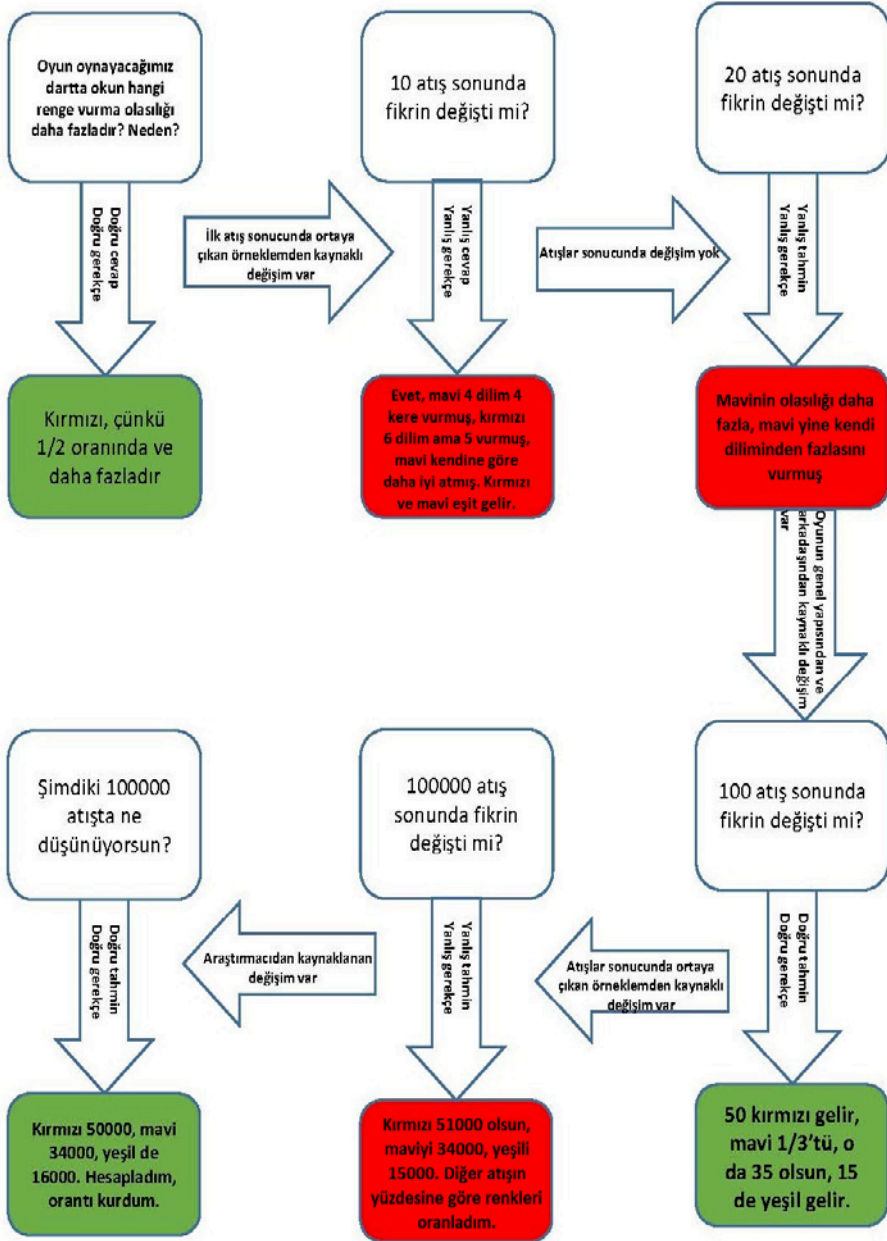 Oyun oynayacağımız
dartta okun hangi
renge vurma olasılığı
daha fazladır? Neden?
Doğru cevap
Doğru gerekçe
Kırmızı, çünkü
1/2 oranında ve
daha fazladır
İlk atış sonucunda ortaya
çıkan örneklemden kaynaklı
değişim var
10 atış sonunda
fikrin değişti mi?
Yanlış cevap
Yanlış gerekçe
Evet, mavi 4 dilim 4
kere vurmuş, kırmızı
6 dilim ama 5 vurmuş,
mavi kendine göre
daha iyi atmış. Kırmızı
ve mavi eşit gelir.
Atışlar sonucunda değişim yok
20 atış sonunda
fikrin değişti mi?
Yanlış tahmin
Yanlış gerekçe
Mavinin olasılığı daha
fazla, mavi yine kendi
diliminden fazlasını
vurmuş
Oyunun genel yapısından ve
arkadaşından kaynaklı değişim
var
100 atış sonunda
fikrin değişti mi?
Doğru tahmin
Doğru gerekçe
50 kırmızı gelir,
mavi 1/3'tü, o
da 35 olsun, 15
de yeşil gelir.
Atışlar sonucunda ortaya
çıkan örneklemden kaynaklı
değişim var
100000 atış
sonunda fikrin
değişti mi?
Yanlış tahmin
Yanlış gerekçe
Kırmızı 51000 olsun,
maviyi 34000, yeşili
15000. Diğer atışın
yüzdesine göre renkleri
oranladım.
Araştırmacıdan kaynaklanan
değişim var
Şimdiki 100000
atışta ne
düşünüyorsun?
Doğru tahmin
Doğru gerekçe
Kırmızı 50000, mavi
34000, yeşil de
16000. Hesapladım,
orantı kurdum.